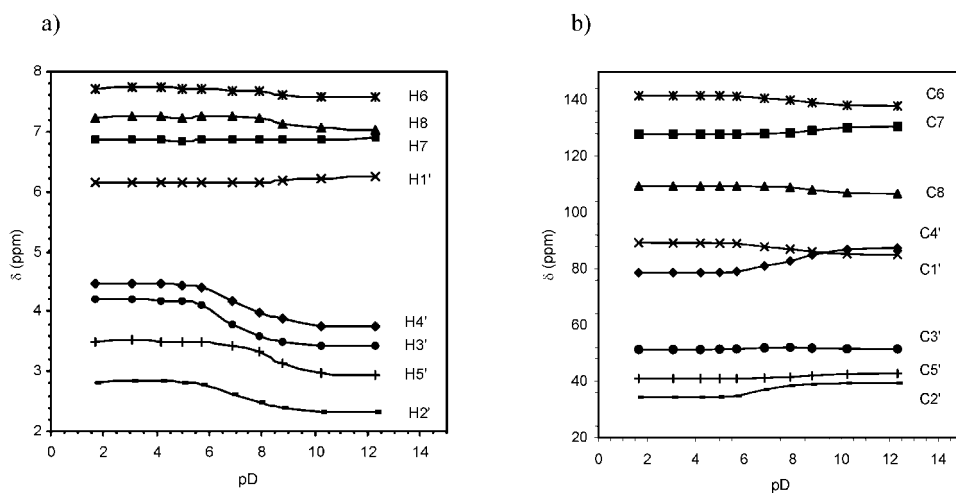 a)
8
7
6
5
4
3
2
δ (ppm)
0 2 4 6 8 10 12 14
pD
H6
H8
H7
H1'
H4'
H3'
H5'
H2'
b)
140
120
100
80
60
40
20
δ (ppm)
0 2 4 6 8 10 12 14
pD
C6
C7
C8
C4'
C1'
C3'
C5'
C2'